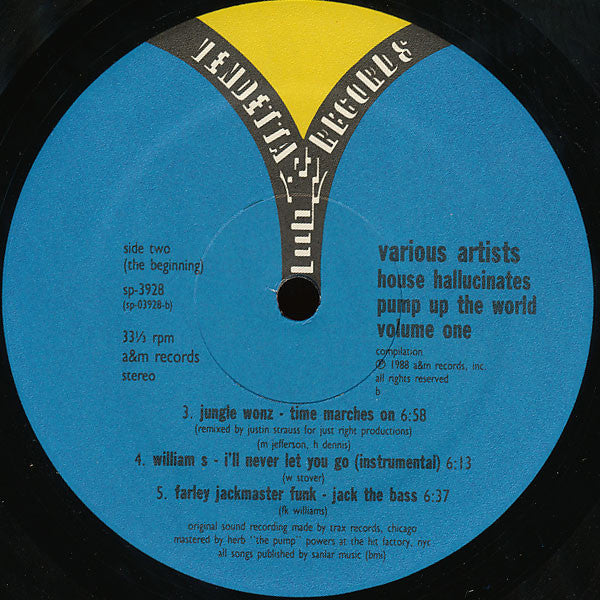 VENDETTA RECORDS
side two
(the beginning)
sp-3928
(sp-03928-b)
33⅓ rpm
a&m records
stereo
various artists
house hallucinates
pump up the world
volume one
compilation
℗ 1988 a&m records, inc.
all rights reserved
b
3. jungle wonz - time marches on 6:58
(remixed by justin strauss for just right productions)
(m jefferson, h dennis)
4. william s - i'll never let you go (instrumental) 6:13
(w stover)
5. farley jackmaster funk - jack the bass 6:37
(fk williams)
original sound recording made by trax records, chicago
mastered by herb "the pump" powers at the hit factory, nyc
all songs published by sanlar music (bmi)